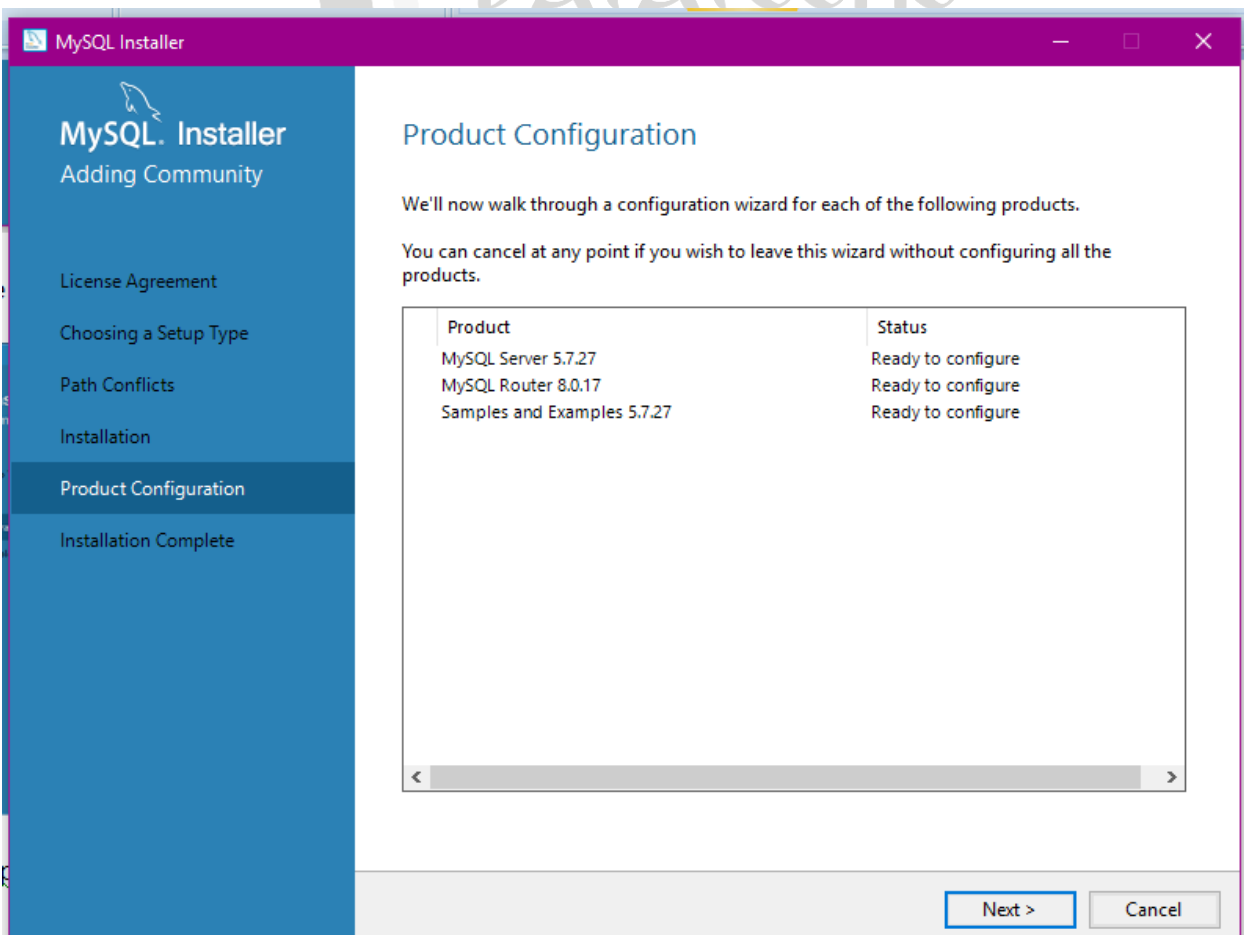 MySQL Installer
MySQL. Installer
Adding Community
License Agreement
Choosing a Setup Type
Path Conflicts
Installation
Product Configuration
Installation Complete
Product Configuration
We'll now walk through a configuration wizard for each of the following products.
You can cancel at any point if you wish to leave this wizard without configuring all the
products.
Product Status
MySQL Server 5.7.27 Ready to configure
MySQL Router 8.0.17 Ready to configure
Samples and Examples 5.7.27 Ready to configure
Next > Cancel